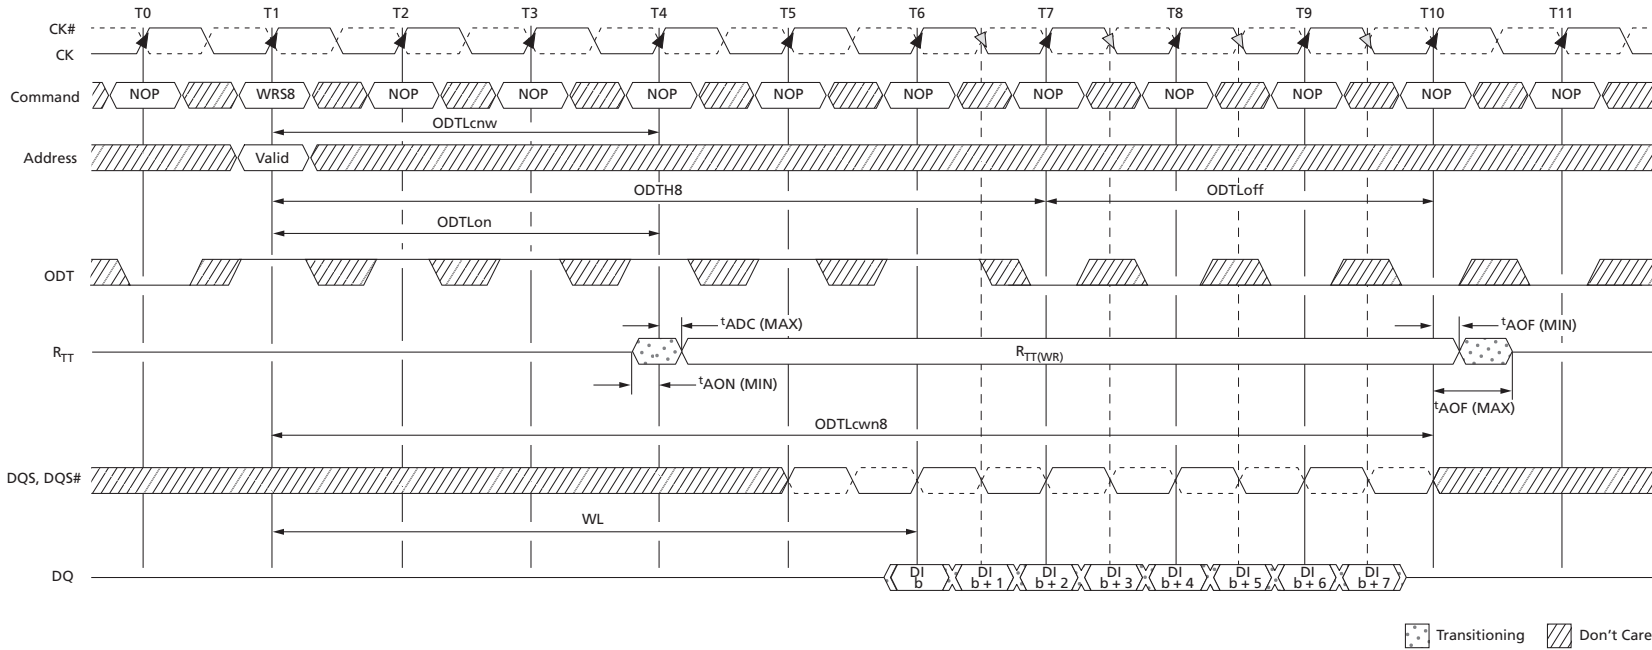 T0 T1 T2 T3 T4 T5 T6 T7 T8 T9 T10 T11
CK#
CK
Command NOP WRS8 NOP NOP NOP NOP NOP NOP NOP NOP NOP NOP
ODTLcnw
Address Valid
ODTH8 ODTLoff
ODTLon
ODT
tADC (MAX) tAOF (MIN)
RTT RTT(WR)
tAON (MIN)
tAOF (MAX)
ODTLcwn8
DQS, DQS#
WL
DQ DI b DI b + 1 DI b + 2 DI b + 3 DI b + 4 DI b + 5 DI b + 6 DI b + 7
Transitioning Don't Care